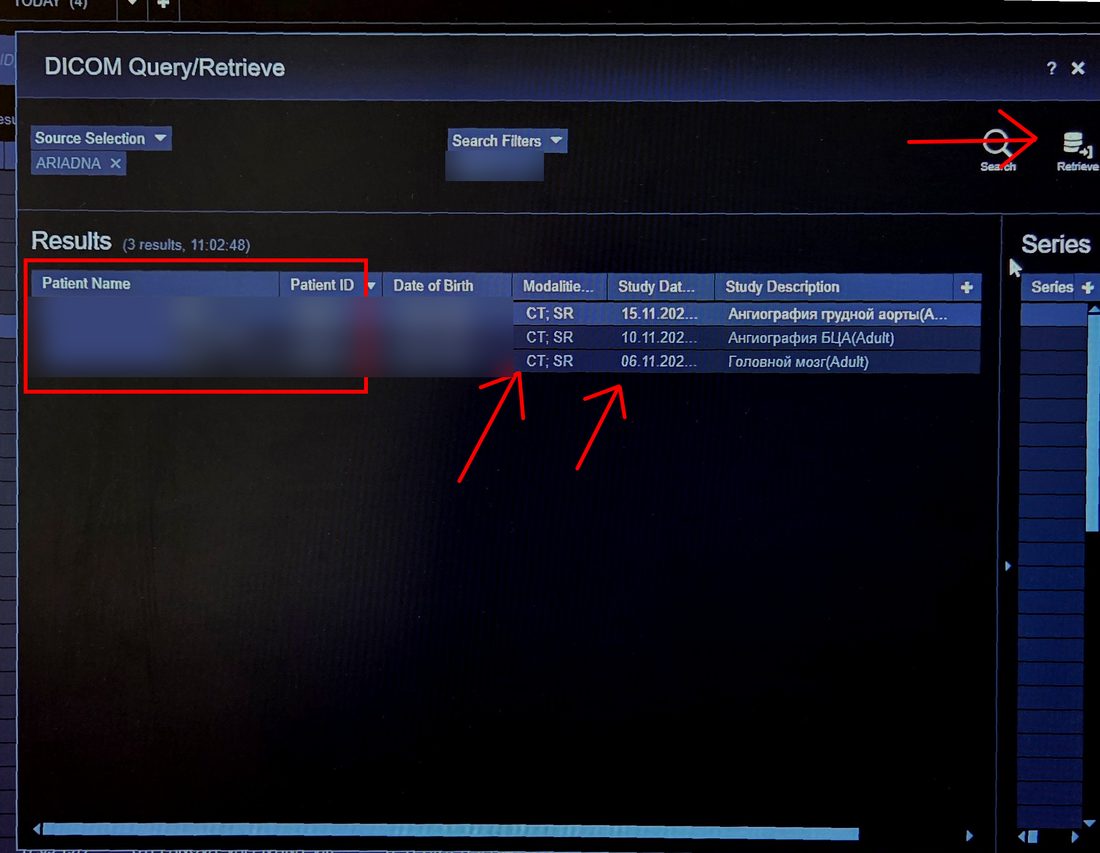 TODAY (4)
DICOM Query/Retrieve
? ×
Source Selection
Search Filters
ARIADNA ×
Search
Retrieve
Results (3 results, 11:02:48)
Series
Patient Name Patient ID Date of Birth Modalitie... Study Dat... Study Description +
Series +
CT; SR 15.11.202... Ангиография грудной аорты(A...
CT; SR 10.11.202... Ангиография БЦА(Adult)
CT; SR 06.11.202... Головной мозг(Adult)